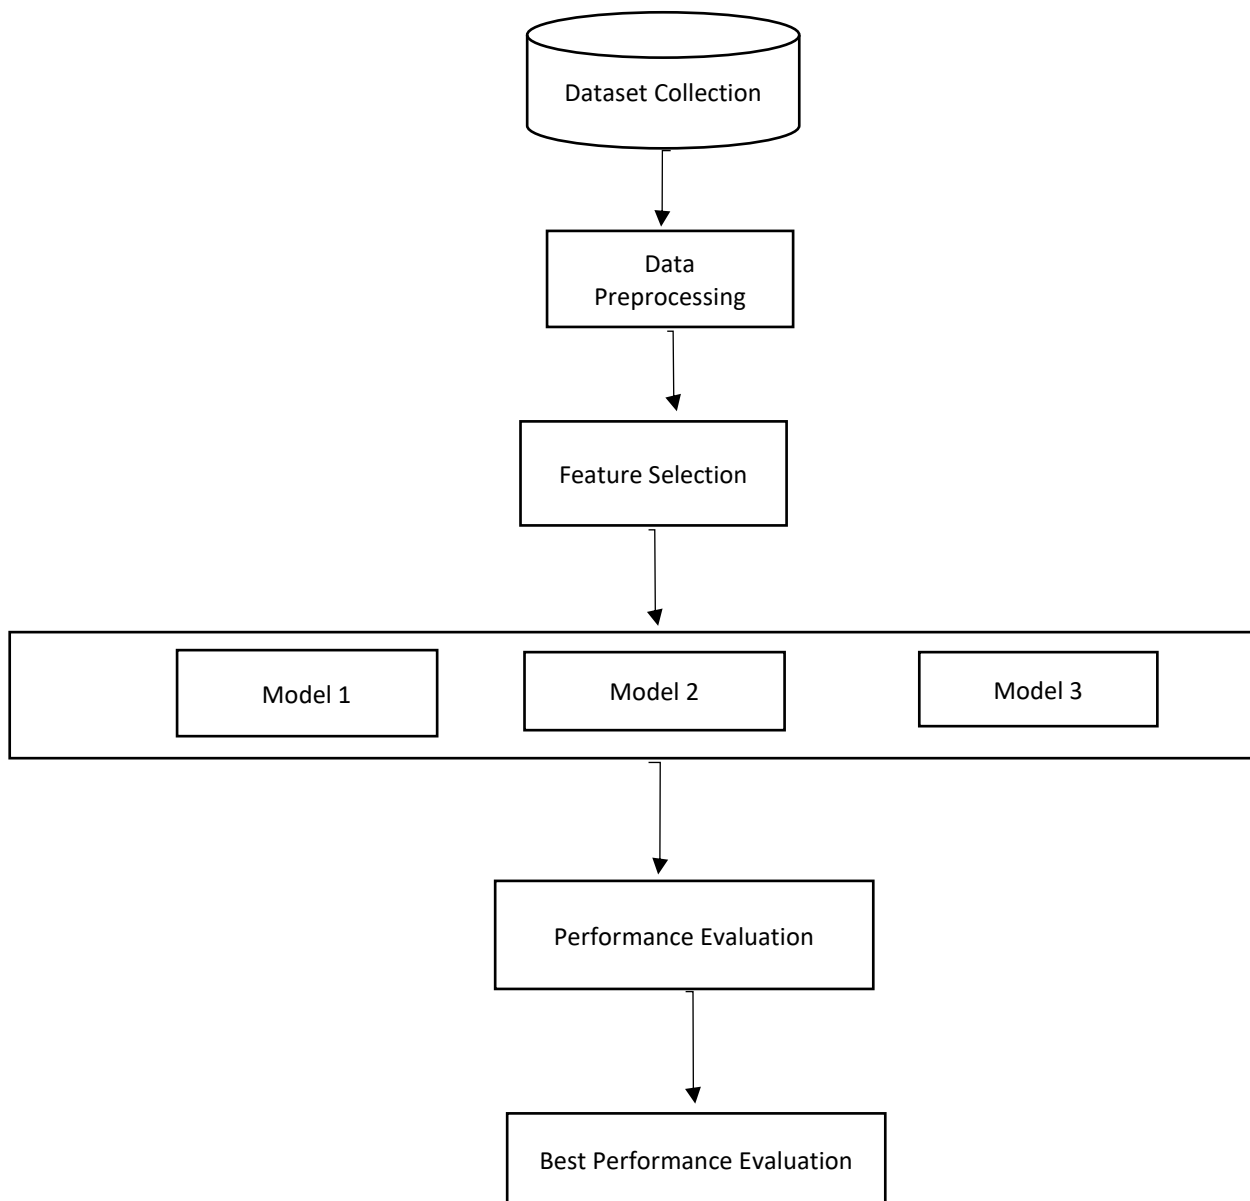 Dataset Collection
Data
Preprocessing
Feature Selection
Model 1
Model 2
Model 3
Performance Evaluation
Best Performance Evaluation